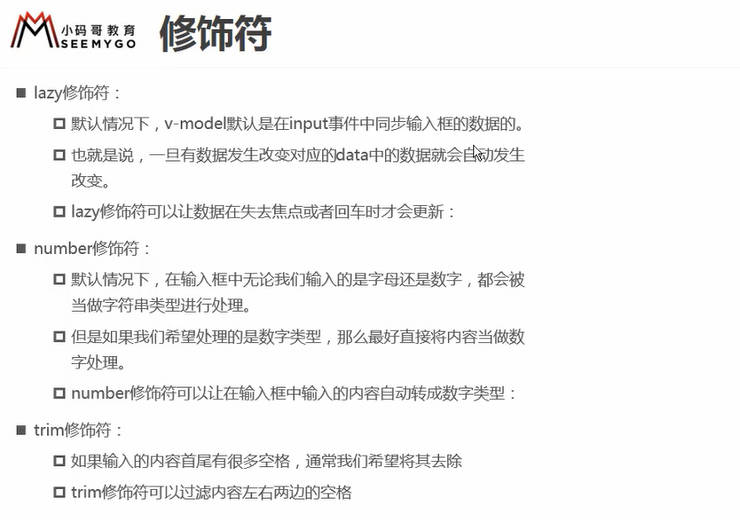 小码哥教育
SEEMYGO
修饰符
lazy修饰符：
默认情况下，v-model默认是在input事件中同步输入框的数据的。
也就是说，一旦有数据发生改变对应的data中的数据就会自动发生
改变。
lazy修饰符可以让数据在失去焦点或者回车时才会更新：
number修饰符：
默认情况下，在输入框中无论我们输入的是字母还是数字，都会被
当做字符串类型进行处理。
但是如果我们希望处理的是数字类型，那么最好直接将内容当做数
字处理。
number修饰符可以让在输入框中输入的内容自动转成数字类型：
trim修饰符：
如果输入的内容首尾有很多空格，通常我们希望将其去除
trim修饰符可以过滤内容左右两边的空格